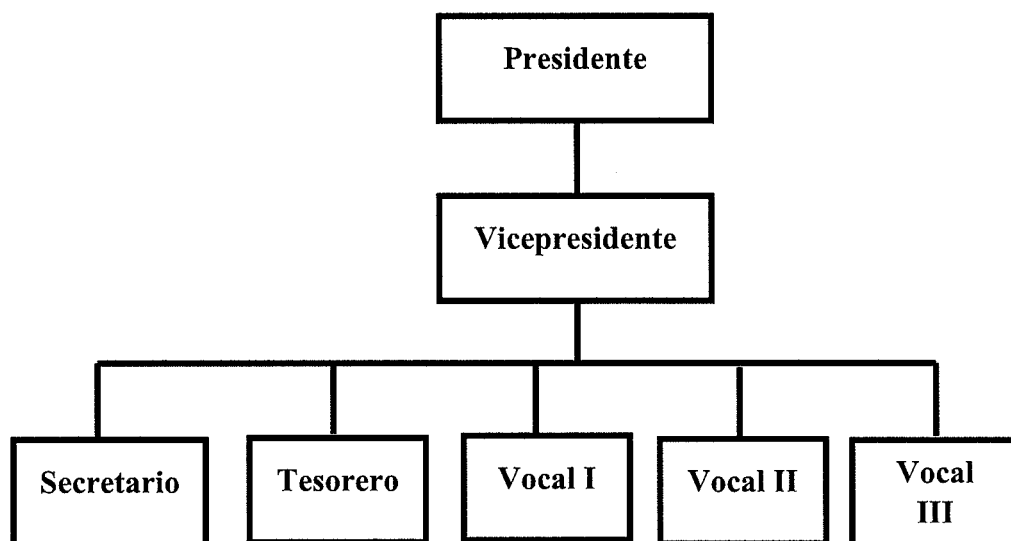 Presidente
Vicepresidente
Secretario
Tesorero
Vocal I
Vocal II
Vocal
III